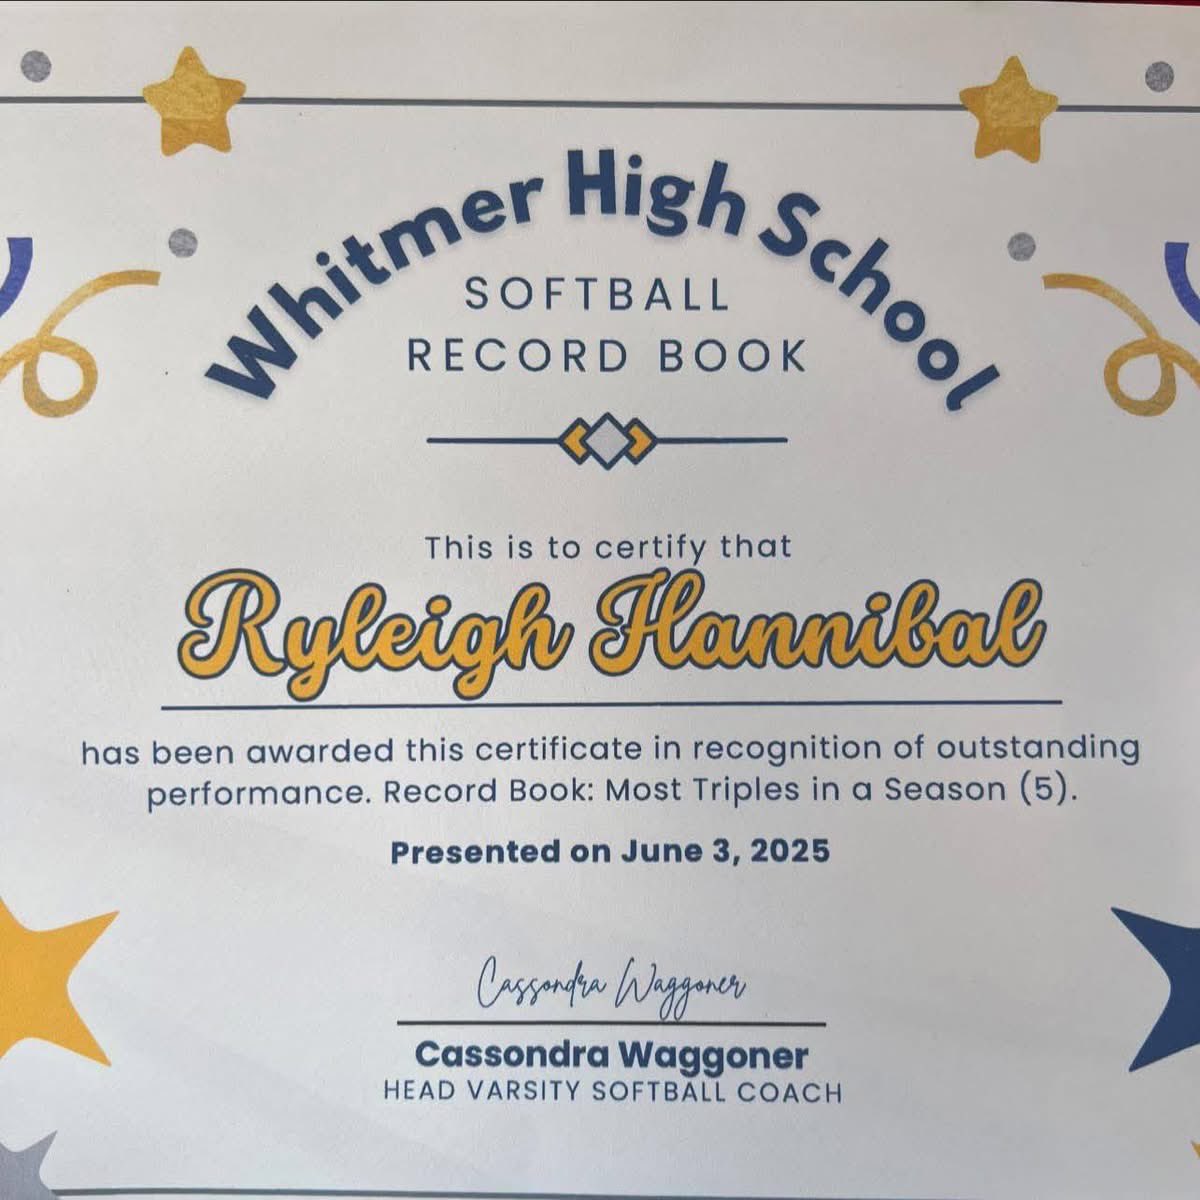 Whitmer High School
SOFTBALL
RECORD BOOK
This is to certify that
Ryleigh Hannibal
has been awarded this certificate in recognition of outstanding
performance. Record Book: Most Triples in a Season (5).
Presented on June 3, 2025
Cassondra Waggoner
Cassondra Waggoner
HEAD VARSITY SOFTBALL COACH